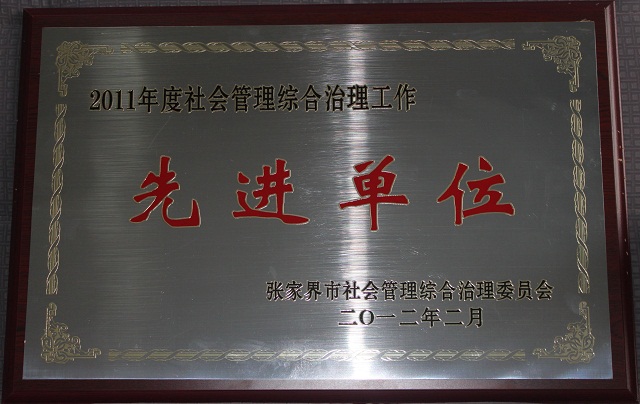 2011年度社会管理综合治理工作
先进单位
张家界市社会管理综合治理委员会
二〇一二年二月